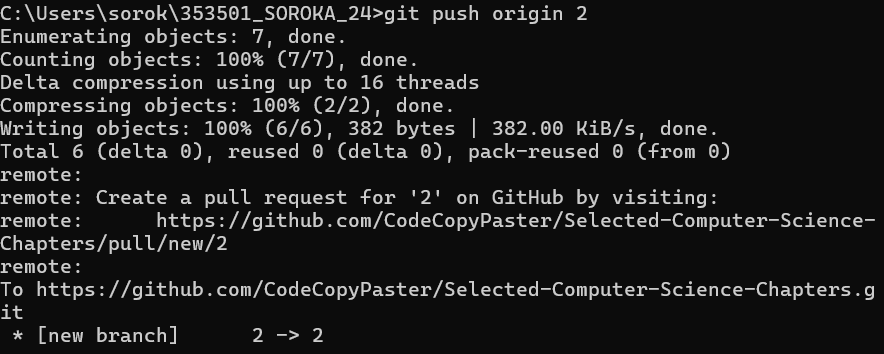 C:\Users\sorok\353501_SOROKA_24>git push origin 2
Enumerating objects: 7, done.
Counting objects: 100% (7/7), done.
Delta compression using up to 16 threads
Compressing objects: 100% (2/2), done.
Writing objects: 100% (6/6), 382 bytes | 382.00 KiB/s, done.
Total 6 (delta 0), reused 0 (delta 0), pack-reused 0 (from 0)
remote:
remote: Create a pull request for '2' on GitHub by visiting:
remote:      https://github.com/CodeCopyPaster/Selected-Computer-Science-
Chapters/pull/new/2
remote:
To https://github.com/CodeCopyPaster/Selected-Computer-Science-Chapters.g
it
 * [new branch]      2 -> 2